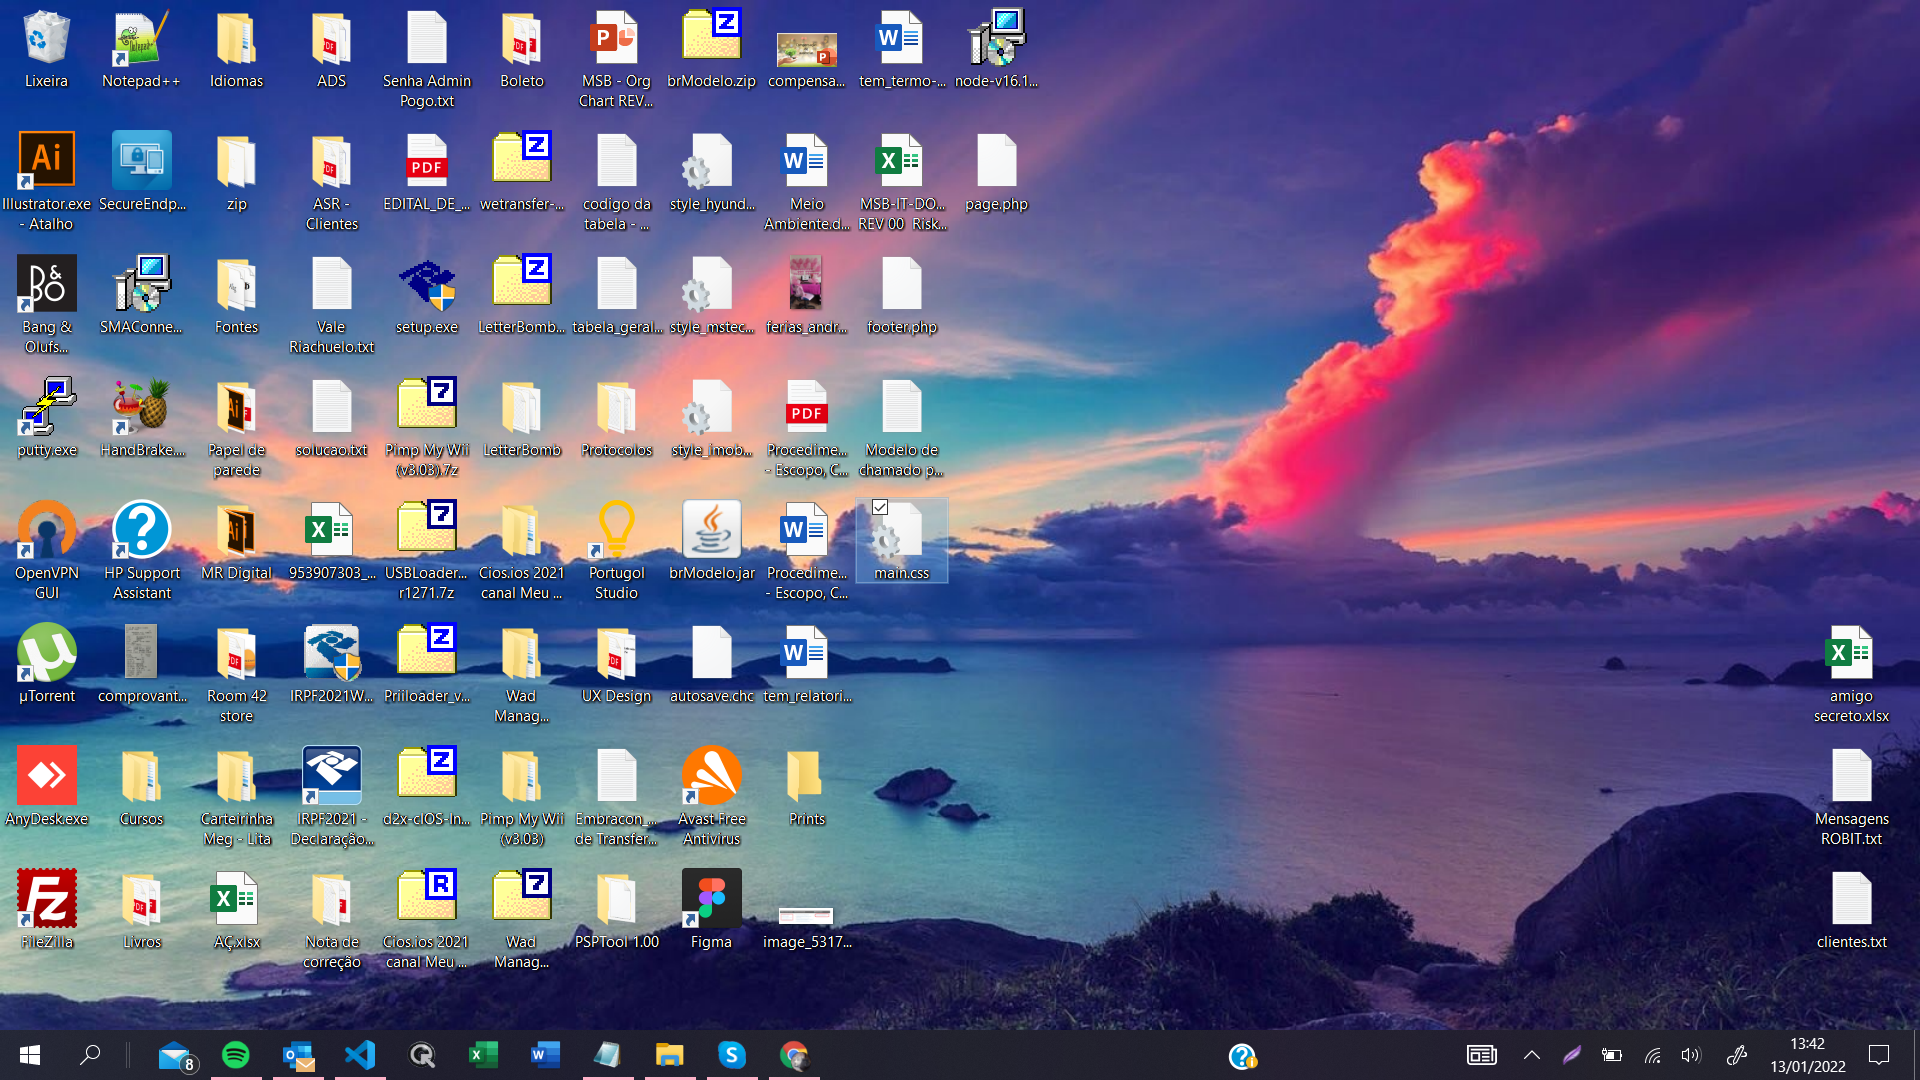 Lixeira
Notepad++
Idiomas
ADS
Senha Admin
Pogo.txt
Boleto
MSB - Org
Chart REV...
brModelo.zip
compensa...
tem_termo-...
node-v16.1...
Illustrator.exe
- Atalho
SecureEndp...
zip
ASR -
Clientes
EDITAL_DE_...
wetransfer-...
codigo da
tabela - ...
style_hyund...
Meio
Ambiente.d...
MSB-IT-DO...
REV 00 Risk...
page.php
Bang &
Olufs...
SMAConne...
Fontes
Vale
Riachuelo.txt
setup.exe
LetterBomb...
tabela_geral...
style_mstec...
ferias_andr...
footer.php
putty.exe
HandBrake....
Papel de
parede
solucao.txt
Pimp My Wii
(v3.03).7z
LetterBomb
Protocolos
style_imob...
Procedime...
- Escopo, C...
Modelo de
chamado p...
OpenVPN
GUI
HP Support
Assistant
MR Digital
953907303_...
USBLoader...
r1271.7z
Cios.ios 2021
canal Meu ...
Portugol
Studio
brModelo.jar
Procedime...
- Escopo, C...
main.css
µTorrent
comprovant...
Room 42
store
IRPF2021W...
Priiloader_v...
Wad
Manag...
UX Design
autosave.chc
tem_relatori...
amigo
secreto.xlsx
AnyDesk.exe
Cursos
Carteirinha
Meg - Lita
IRPF2021 -
Declaração...
d2x-cIOS-In...
Pimp My Wii
(v3.03)
Embracon_...
de Transfer...
Avast Free
Antivirus
Prints
Mensagens
ROBIT.txt
FileZilla
Livros
AÇ.xlsx
Nota de
correção
Cios.ios 2021
canal Meu ...
Wad
Manag...
PSPTool 1.00
Figma
image_5317...
clientes.txt
8
13:42
13/01/2022